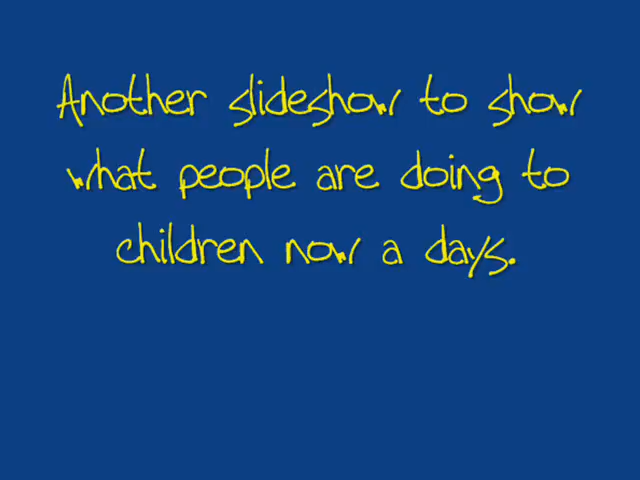 Another slideshow to show
what people are doing to
children now a days.